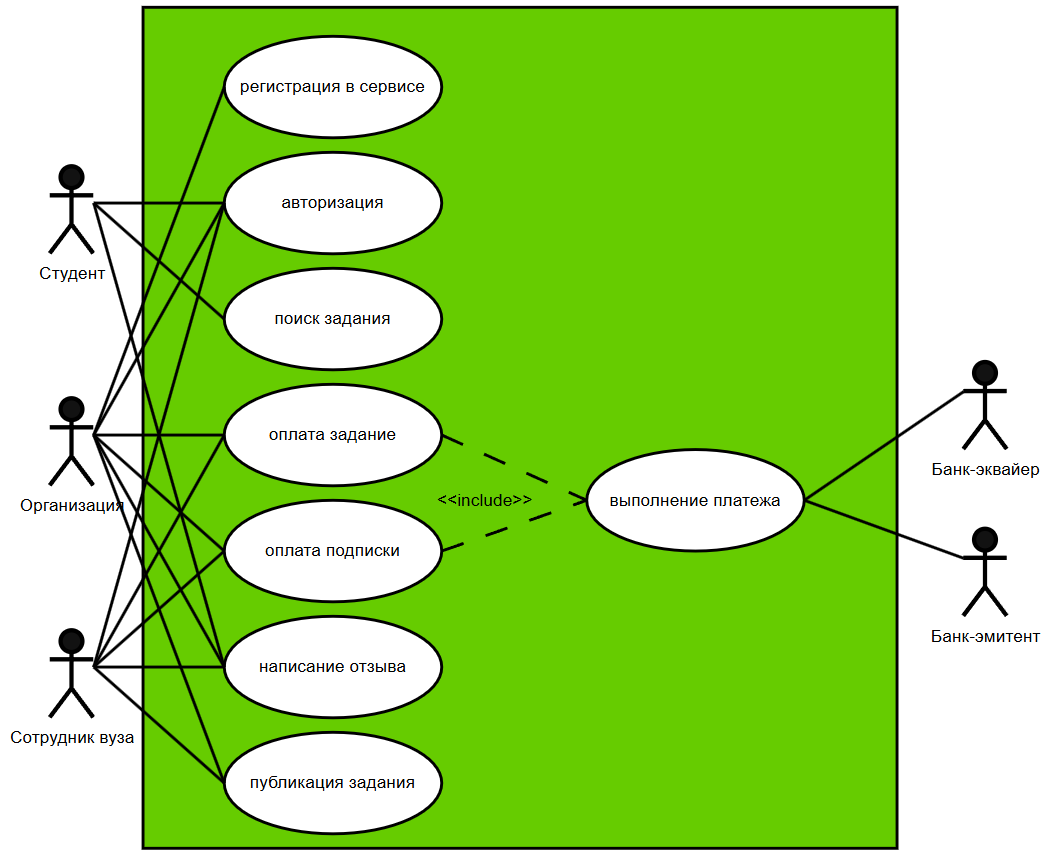 регистрация в сервисе
авторизация
Студент
поиск задания
оплата задание
Банк-эквайер
<<include>>
выполнение платежа
Организация
оплата подписки
Банк-эмитент
написание отзыва
Сотрудник вуза
публикация задания